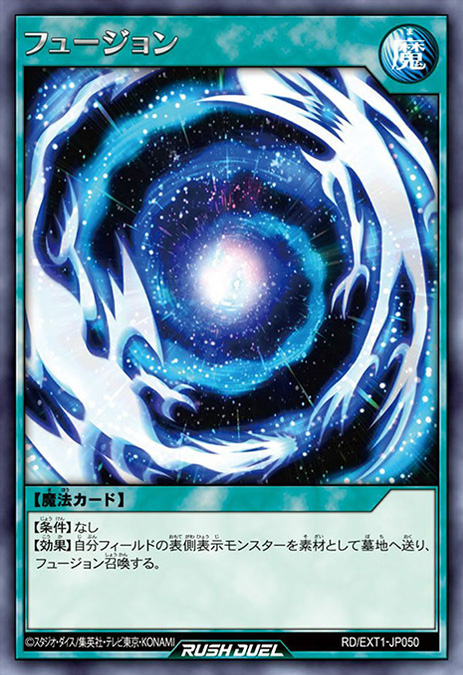 フュージョン
魔
【魔法カード】
【条件】なし
【効果】自分フィールドの表側表示モンスターを素材として墓地へ送り、
フュージョン召喚する。
©スタジオ・ダイス/集英社・テレビ東京・KONAMI
RUSH DUEL
RD/EXT1-JP050